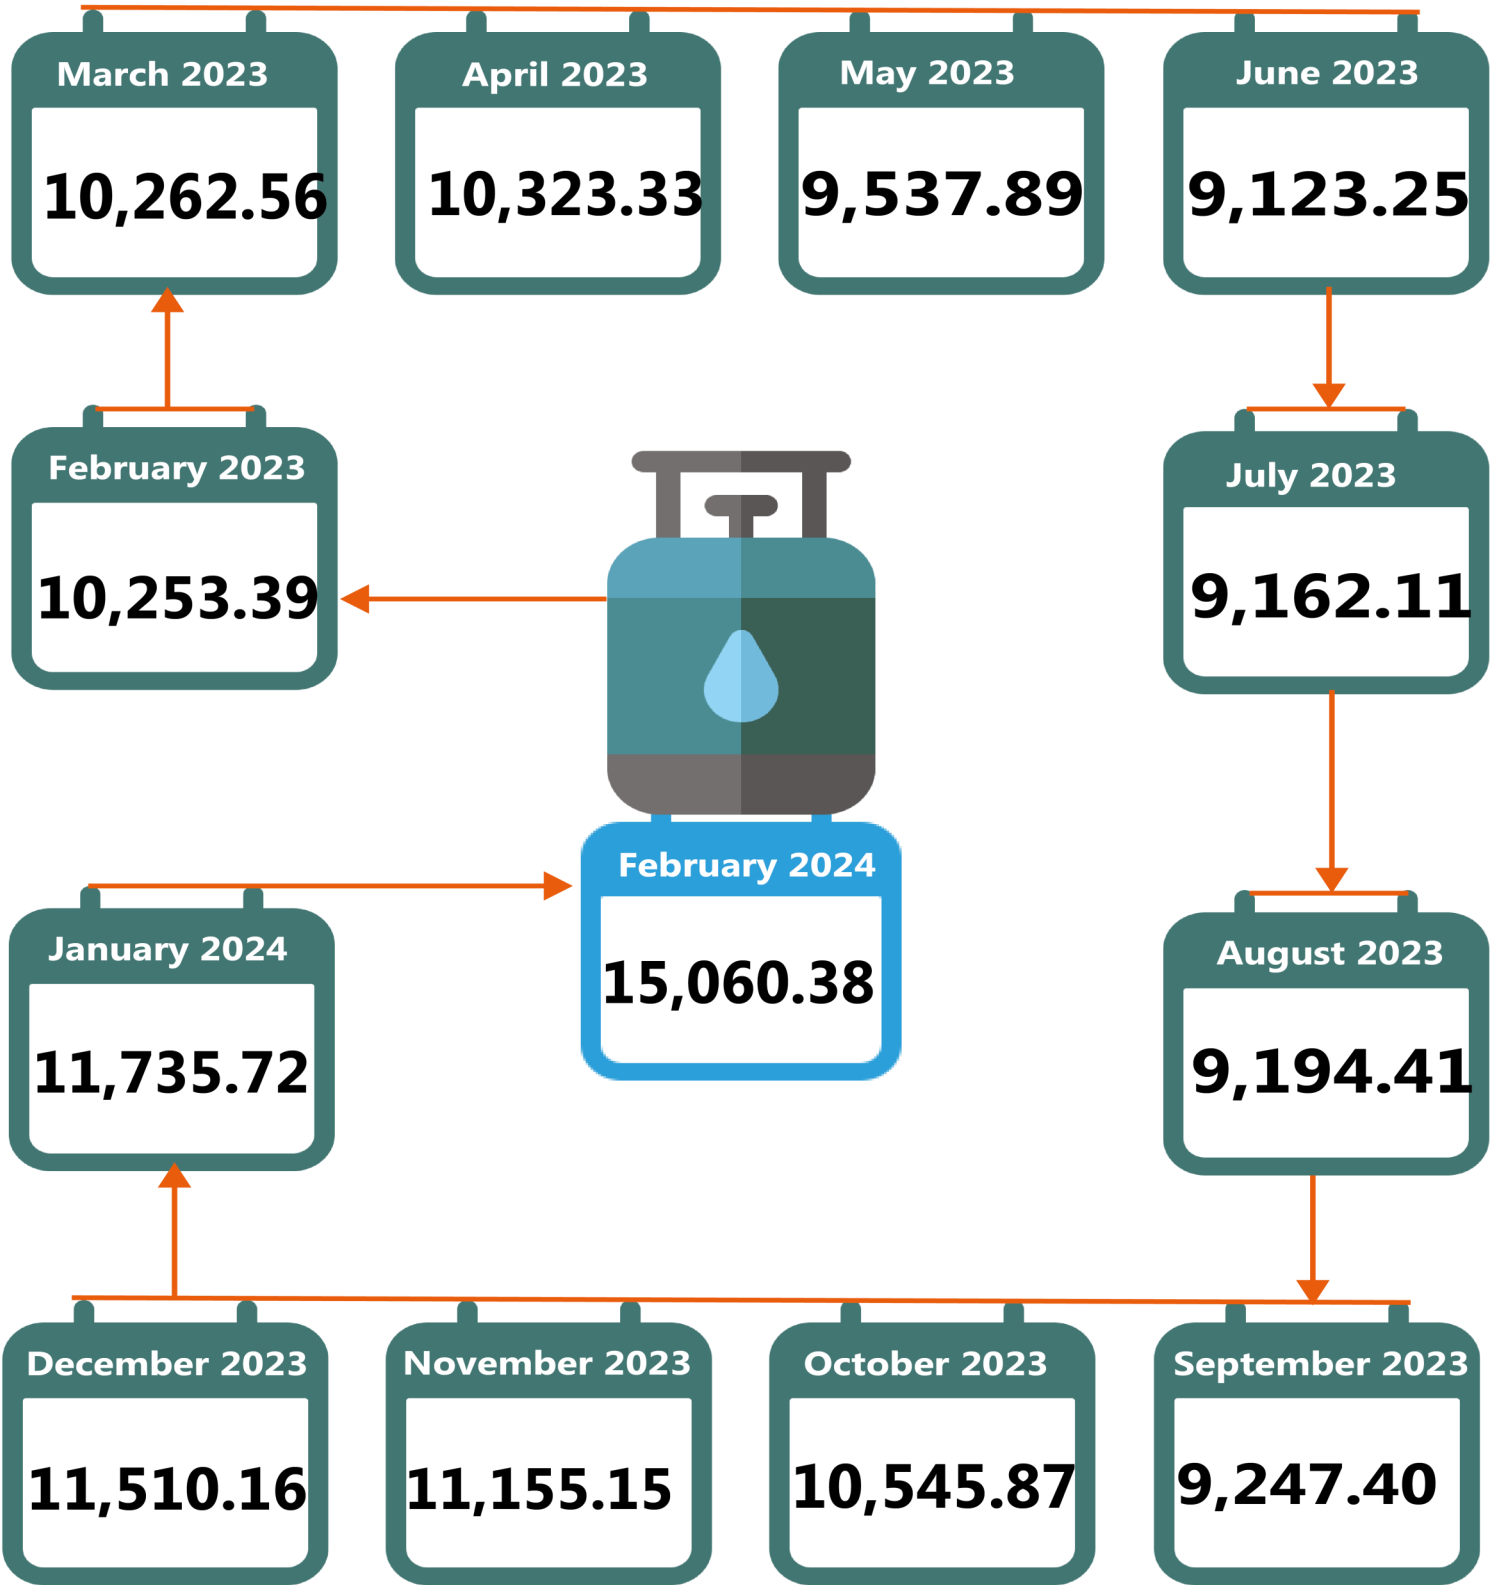 March 2023
10,262.56
April 2023
10,323.33
May 2023
9,537.89
June 2023
9,123.25
February 2023
10,253.39
July 2023
9,162.11
February 2024
15,060.38
January 2024
11,735.72
August 2023
9,194.41
December 2023
11,510.16
November 2023
11,155.15
October 2023
10,545.87
September 2023
9,247.40